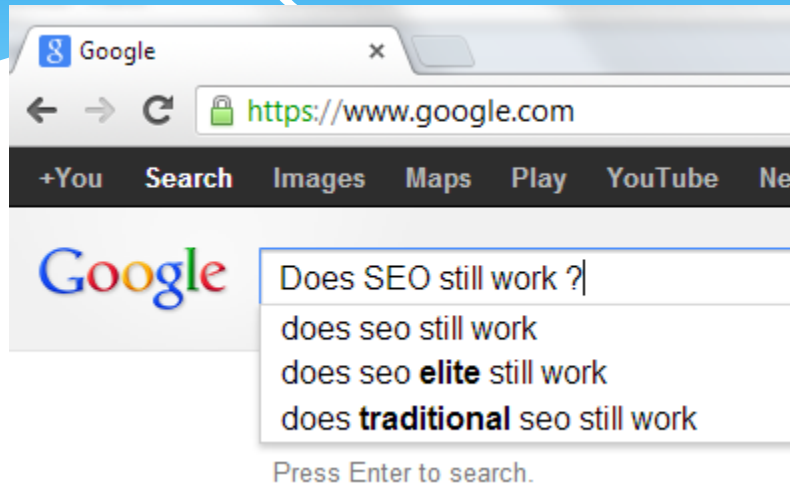 Google
https://www.google.com
+You Search Images Maps Play YouTube Ne
Google Does SEO still work ?
does seo still work
does seo elite still work
does traditional seo still work
Press Enter to search.